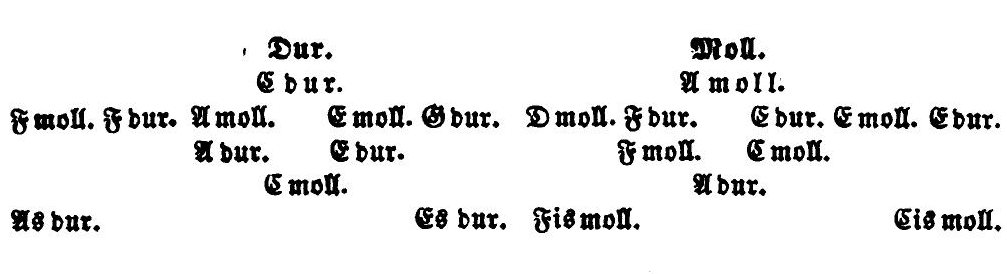 Dur. Moll.
C dur. A moll.
F moll. F dur. A moll. E moll. G dur. D moll. F dur. C dur. E moll. E dur.
A dur. E dur. F moll. C moll.
C moll. A dur.
As dur. Es dur. Fis moll. Cis moll.